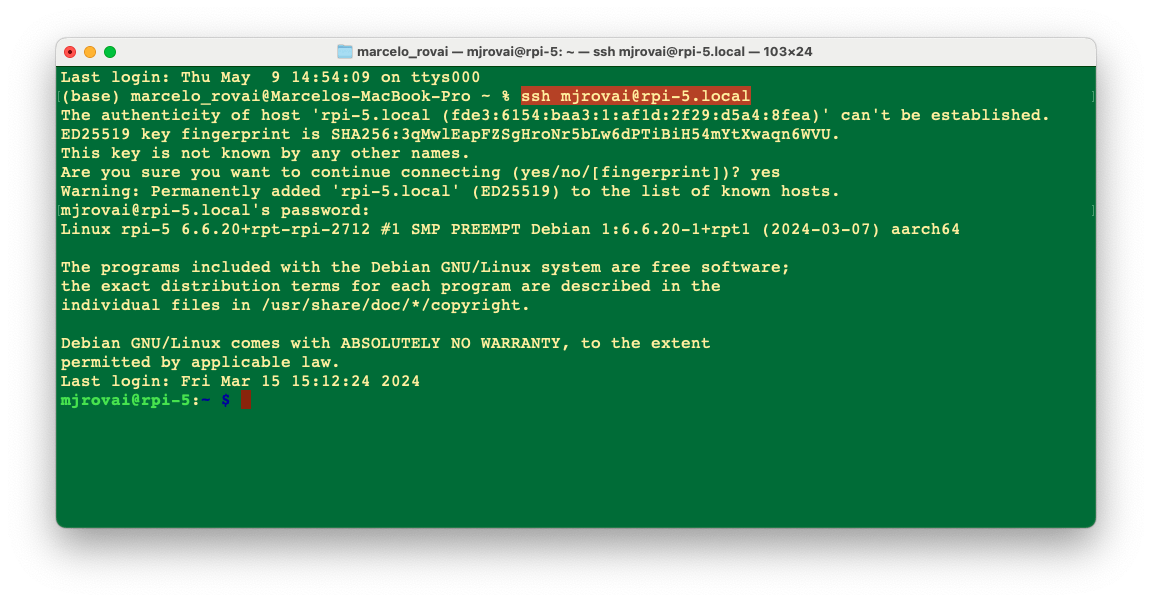 marcelo_rovai — mjrovai@rpi-5: ~ — ssh mjrovai@rpi-5.local — 103×24
Last login: Thu May  9 14:54:09 on ttys000
(base) marcelo_rovai@Marcelos-MacBook-Pro ~ % ssh mjrovai@rpi-5.local
The authenticity of host 'rpi-5.local (fde3:6154:baa3:1:af1d:2f29:d5a4:8fea)' can't be established.
ED25519 key fingerprint is SHA256:3qMwlEapFZSgHroNr5bLw6dPTiBiH54mYtXwaqn6WVU.
This key is not known by any other names.
Are you sure you want to continue connecting (yes/no/[fingerprint])? yes
Warning: Permanently added 'rpi-5.local' (ED25519) to the list of known hosts.
mjrovai@rpi-5.local's password:
Linux rpi-5 6.6.20+rpt-rpi-2712 #1 SMP PREEMPT Debian 1:6.6.20-1+rpt1 (2024-03-07) aarch64
The programs included with the Debian GNU/Linux system are free software;
the exact distribution terms for each program are described in the
individual files in /usr/share/doc/*/copyright.
Debian GNU/Linux comes with ABSOLUTELY NO WARRANTY, to the extent
permitted by applicable law.
Last login: Fri Mar 15 15:12:24 2024
mjrovai@rpi-5:~ $